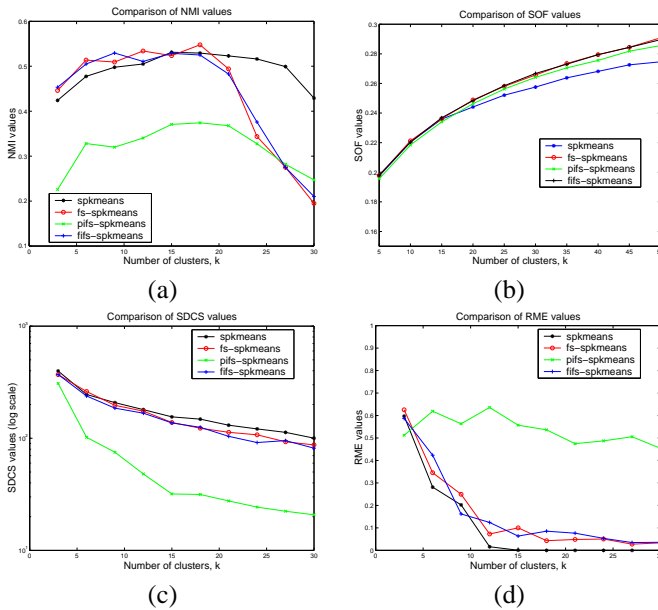 Comparison of NMI values
0.6
0.5
0.4
0.3
0.2
0.1
NMI values
spkmeans
fs−spkmeans
pifs−spkmeans
fifs−spkmeans
0 5 10 15 20 25 30
Number of clusters, k
(a)
Comparison of SOF values
0.3
0.28
0.26
0.24
0.22
0.2
0.18
0.16
SOF values
spkmeans
fs−spkmeans
pifs−spkmeans
fifs−spkmeans
5 10 15 20 25 30 35 40 45 50
Number of clusters, k
(b)
Comparison of SDCS values
10³
10²
10¹
SDCS values (log scale)
spkmeans
fs−spkmeans
pifs−spkmeans
fifs−spkmeans
0 5 10 15 20 25 30
Number of clusters, k
(c)
Comparison of RME values
1
0.9
0.8
0.7
0.6
0.5
0.4
0.3
0.2
0.1
0
RME values
spkmeans
fs−spkmeans
pifs−spkmeans
fifs−spkmeans
0 5 10 15 20 25 30
Number of clusters, k
(d)